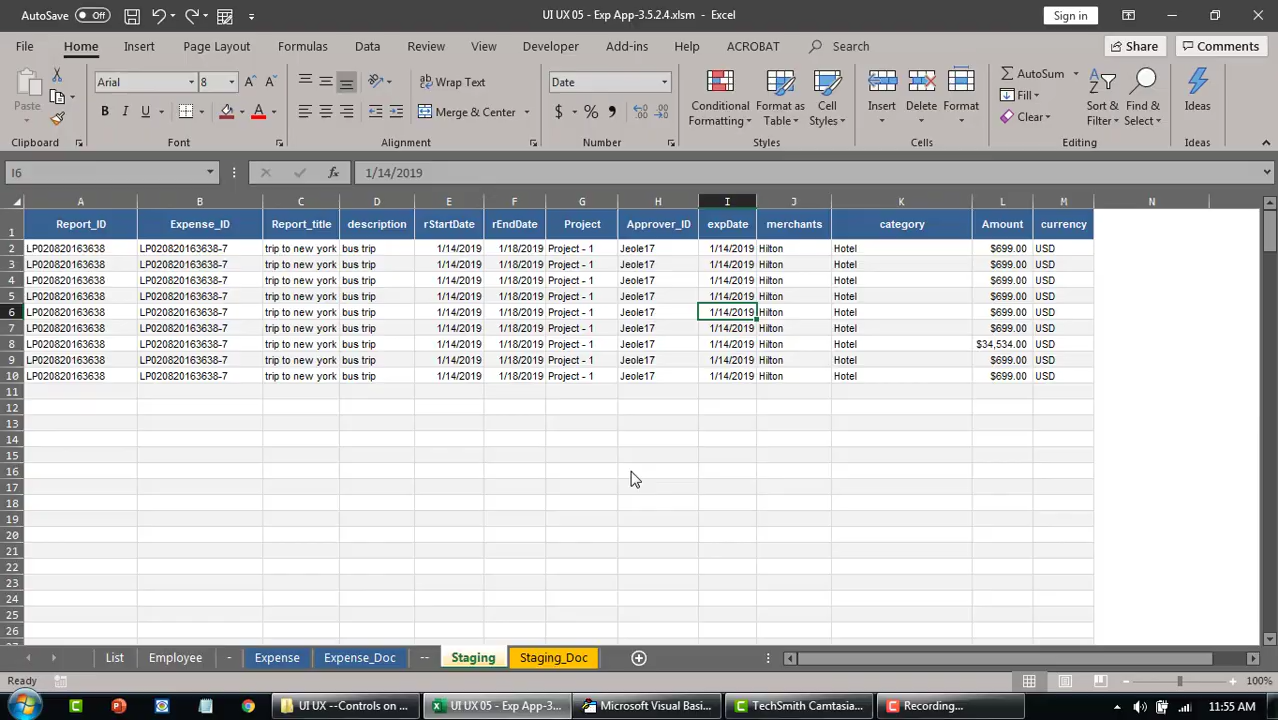 AutoSave Off UI UX 05 - Exp App-3.5.2.4.xlsm - Excel Sign in
File Home Insert Page Layout Formulas Data Review View Developer Add-ins Help ACROBAT Search Share Comments
Paste Arial 8 Wrap Text Date Conditional Formatting Format as Table Cell Styles Insert Delete Format AutoSum Fill Clear Sort & Filter Find & Select Ideas
B I U A Merge & Center $ % ,
Clipboard Font Alignment Number Styles Cells Editing Ideas
I6 fx 1/14/2019
A B C D E F G H I J K L M N
1 Report_ID Expense_ID Report_title description rStartDate rEndDate Project Approver_ID expDate merchants category Amount currency
2 LP020820163638 LP020820163638-7 trip to new york bus trip 1/14/2019 1/18/2019 Project - 1 Jeole17 1/14/2019 Hilton Hotel $699.00 USD
3 LP020820163638 LP020820163638-7 trip to new york bus trip 1/14/2019 1/18/2019 Project - 1 Jeole17 1/14/2019 Hilton Hotel $699.00 USD
4 LP020820163638 LP020820163638-7 trip to new york bus trip 1/14/2019 1/18/2019 Project - 1 Jeole17 1/14/2019 Hilton Hotel $699.00 USD
5 LP020820163638 LP020820163638-7 trip to new york bus trip 1/14/2019 1/18/2019 Project - 1 Jeole17 1/14/2019 Hilton Hotel $699.00 USD
6 LP020820163638 LP020820163638-7 trip to new york bus trip 1/14/2019 1/18/2019 Project - 1 Jeole17 1/14/2019 Hilton Hotel $699.00 USD
7 LP020820163638 LP020820163638-7 trip to new york bus trip 1/14/2019 1/18/2019 Project - 1 Jeole17 1/14/2019 Hilton Hotel $699.00 USD
8 LP020820163638 LP020820163638-7 trip to new york bus trip 1/14/2019 1/18/2019 Project - 1 Jeole17 1/14/2019 Hilton Hotel $34,534.00 USD
9 LP020820163638 LP020820163638-7 trip to new york bus trip 1/14/2019 1/18/2019 Project - 1 Jeole17 1/14/2019 Hilton Hotel $699.00 USD
10 LP020820163638 LP020820163638-7 trip to new york bus trip 1/14/2019 1/18/2019 Project - 1 Jeole17 1/14/2019 Hilton Hotel $699.00 USD
11
12
13
14
15
16
17
18
19
20
21
22
23
24
25
26
List Employee - Expense Expense_Doc -- Staging Staging_Doc
Ready 100%
UI UX --Controls on ... UI UX 05 - Exp App-3... Microsoft Visual Basi... TechSmith Camtasia... Recording... 11:55 AM